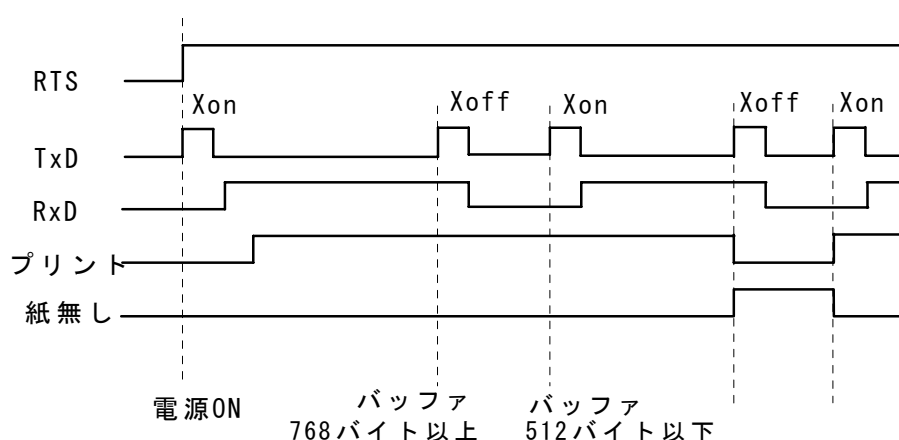 RTS
Xon
Xoff
Xon
Xoff
Xon
TxD
RxD
プリント
紙無し
電源ON
バッファ
768バイト以上
バッファ
512バイト以下